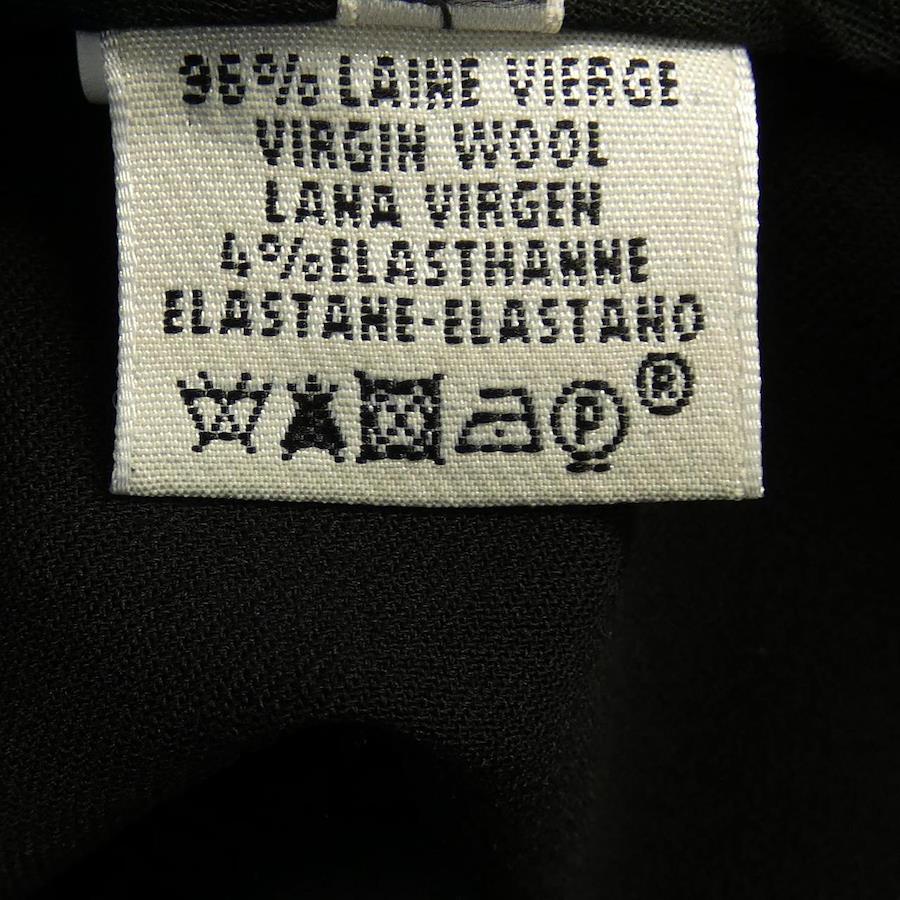 96% LAINE VIERGE
VIRGIN WOOL
LANA VIRGEN
4% ELASTHANNE
ELASTANE-ELASTANO
P ®